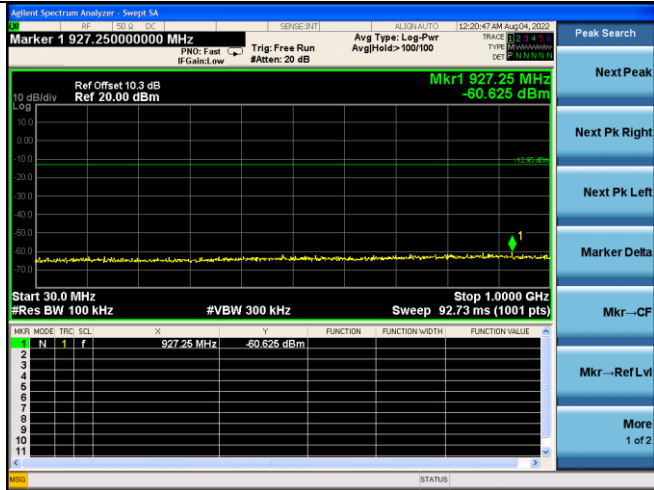 Agilent Spectrum Analyzer - Swept SA
RF 50 Ω DC SENSE:INT ALIGN AUTO 12:20:47 AM Aug 04, 2022
Marker 1 927.250000000 MHz
Avg Type: Log-Pwr
TRACE 1 2 3 4 5 6
PNO: Fast
Trig: Free Run
Avg|Hold:>100/100
TYPE M
IFGain:Low
#Atten: 20 dB
DET P N N N N N
Peak Search
Next Peak
Next Pk Right
Next Pk Left
Marker Delta
Mkr→CF
Mkr→Ref Lvl
More
1 of 2
Ref Offset 10.3 dB
Mkr1 927.25 MHz
10 dB/div Ref 20.00 dBm
-60.625 dBm
Log
10.0
0.00
-10.0
-12.95 dBm
-20.0
-30.0
-40.0
-50.0
1
-60.0
-70.0
Start 30.0 MHz
Stop 1.0000 GHz
#Res BW 100 kHz
#VBW 300 kHz
Sweep 92.73 ms (1001 pts)
MKR MODE TRC SCL X Y FUNCTION FUNCTION WIDTH FUNCTION VALUE
1 N 1 f 927.25 MHz -60.625 dBm
2
3
4
5
6
7
8
9
10
11
MSG
STATUS